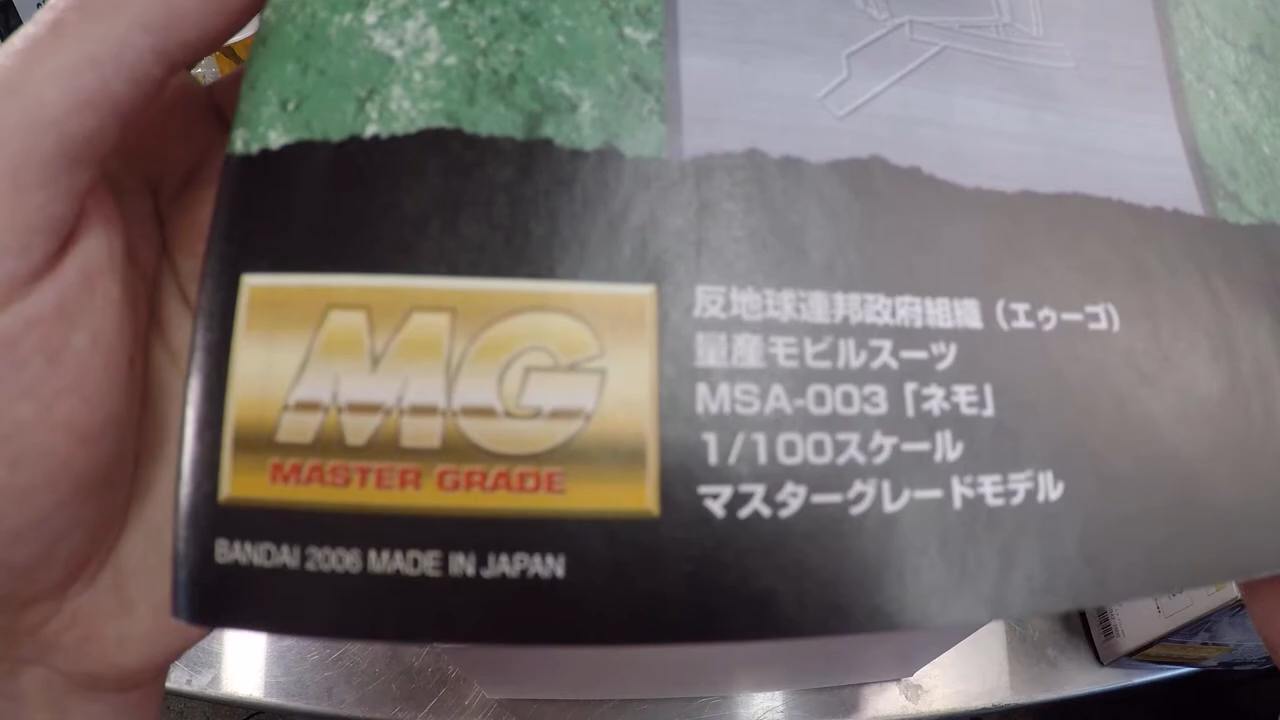 MG
MASTER GRADE
BANDAI 2006 MADE IN JAPAN
反地球連邦政府組織（エゥーゴ）
量産モビルスーツ
MSA-003「ネモ」
1/100スケール
マスターグレードモデル